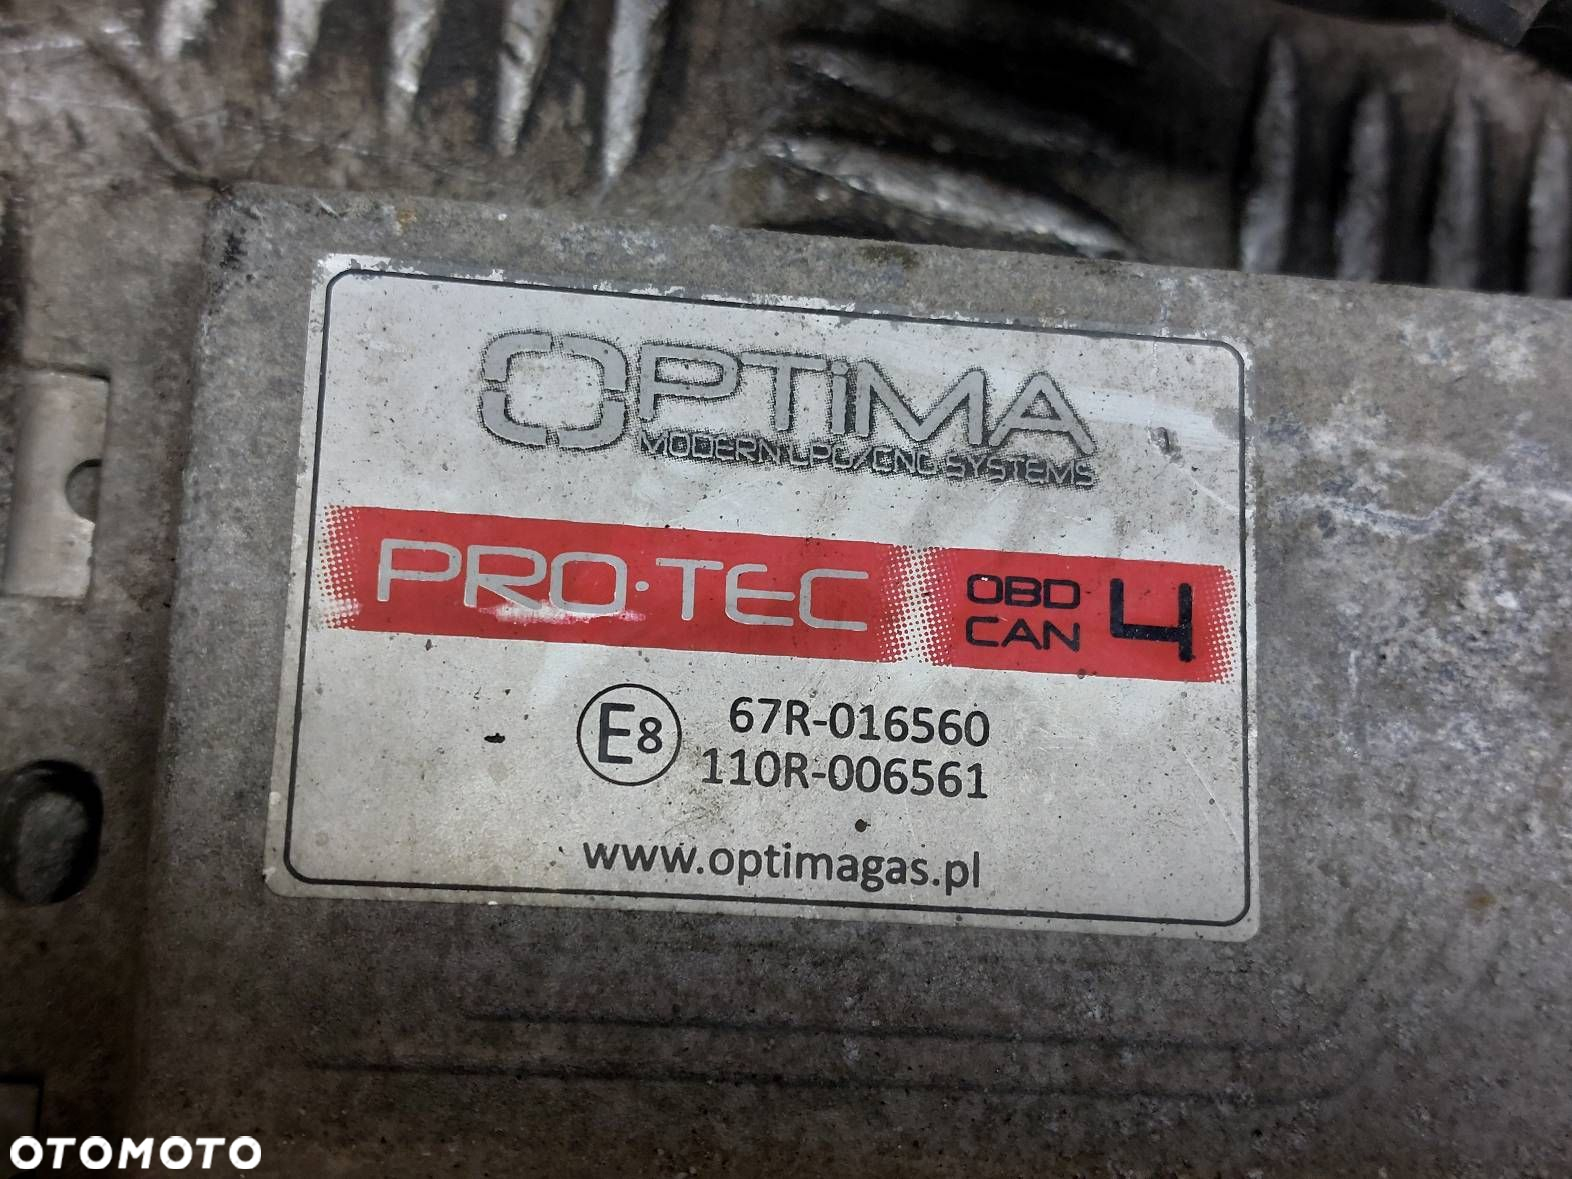 OPTiMA
MODERN LPG/CNG SYSTEMS
PRO·TEC
OBD
CAN
4
E8
67R-016560
110R-006561
www.optimagas.pl
OTOMOTO